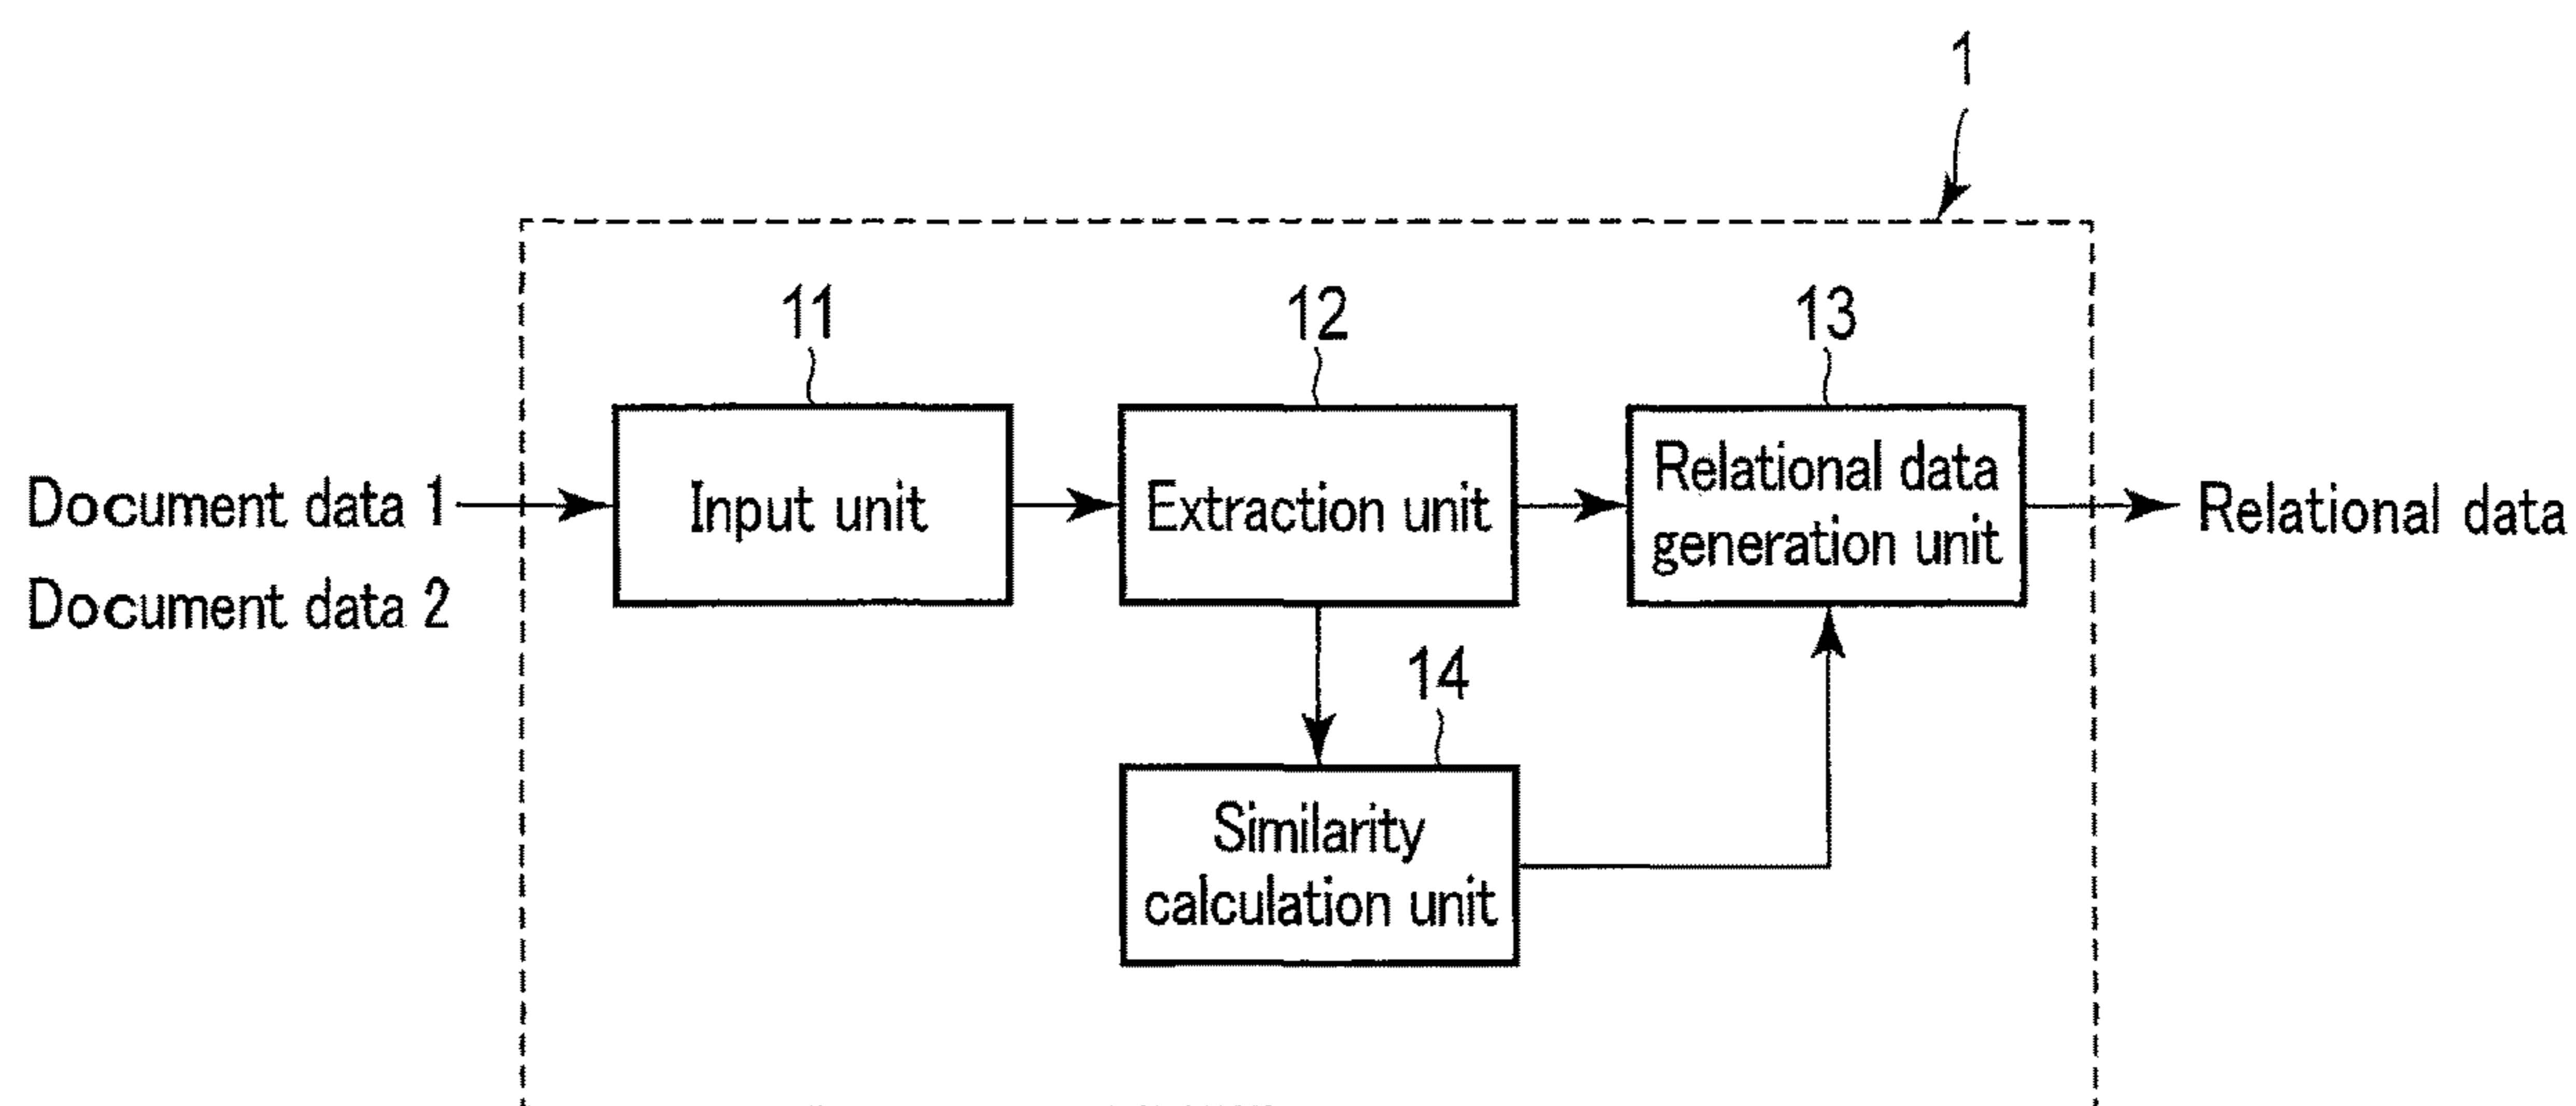 1
11
12
13
Document data 1
Document data 2
Input unit
Extraction unit
Relational data
generation unit
Relational data
14
Similarity
calculation unit